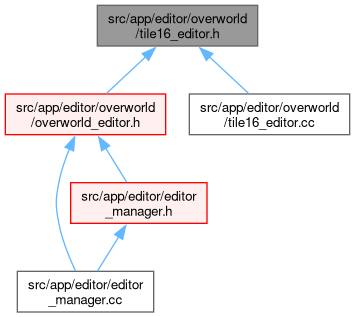 src/app/editor/overworld
/tile16_editor.h
src/app/editor/overworld
/overworld_editor.h
src/app/editor/overworld
/tile16_editor.cc
src/app/editor/editor
_manager.h
src/app/editor/editor
_manager.cc